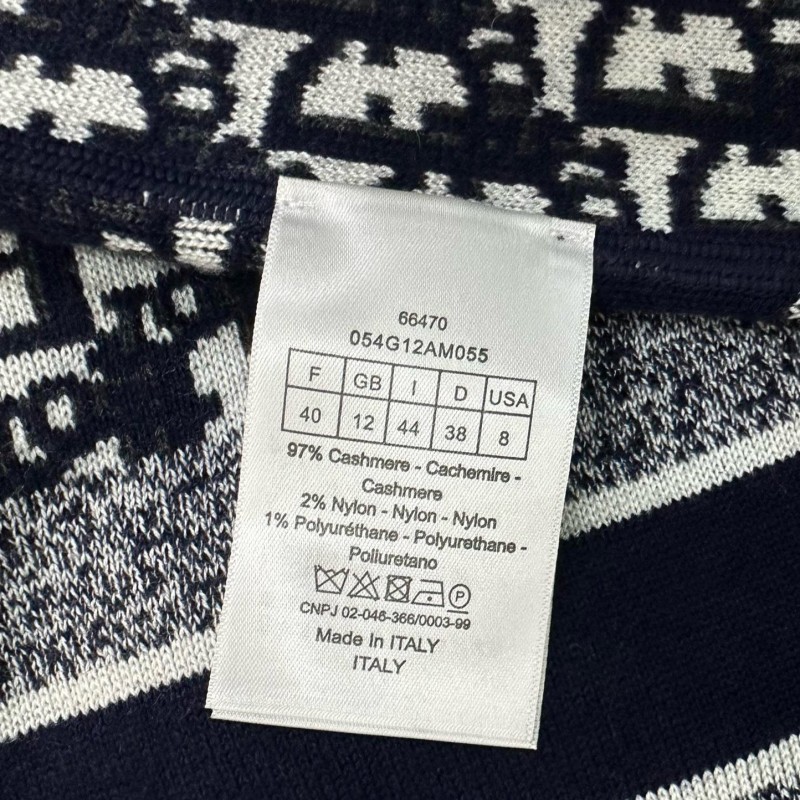 66470
054G12AM055
F GB I D USA
40 12 44 38 8
97% Cashmere - Cachemire -
Cashmere
2% Nylon - Nylon - Nylon
1% Polyuréthane - Polyurethane -
Poliuretano
P
CNPJ 02-046-366/0003-99
Made In ITALY
ITALY